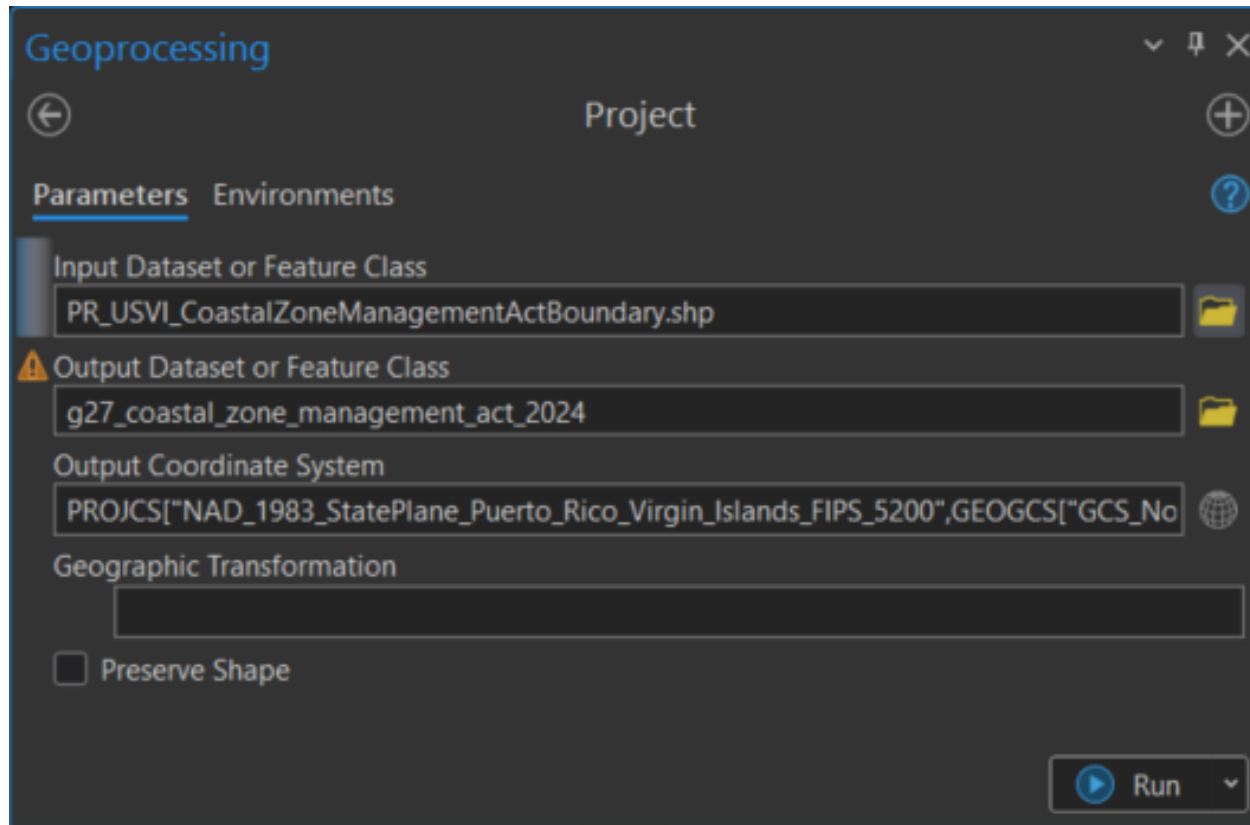 Geoprocessing
Project
Parameters Environments
Input Dataset or Feature Class
PR_USVI_CoastalZoneManagementActBoundary.shp
Output Dataset or Feature Class
g27_coastal_zone_management_act_2024
Output Coordinate System
PROJCS["NAD_1983_StatePlane_Puerto_Rico_Virgin_Islands_FIPS_5200",GEOGCS["GCS_No
Geographic Transformation
Preserve Shape
Run